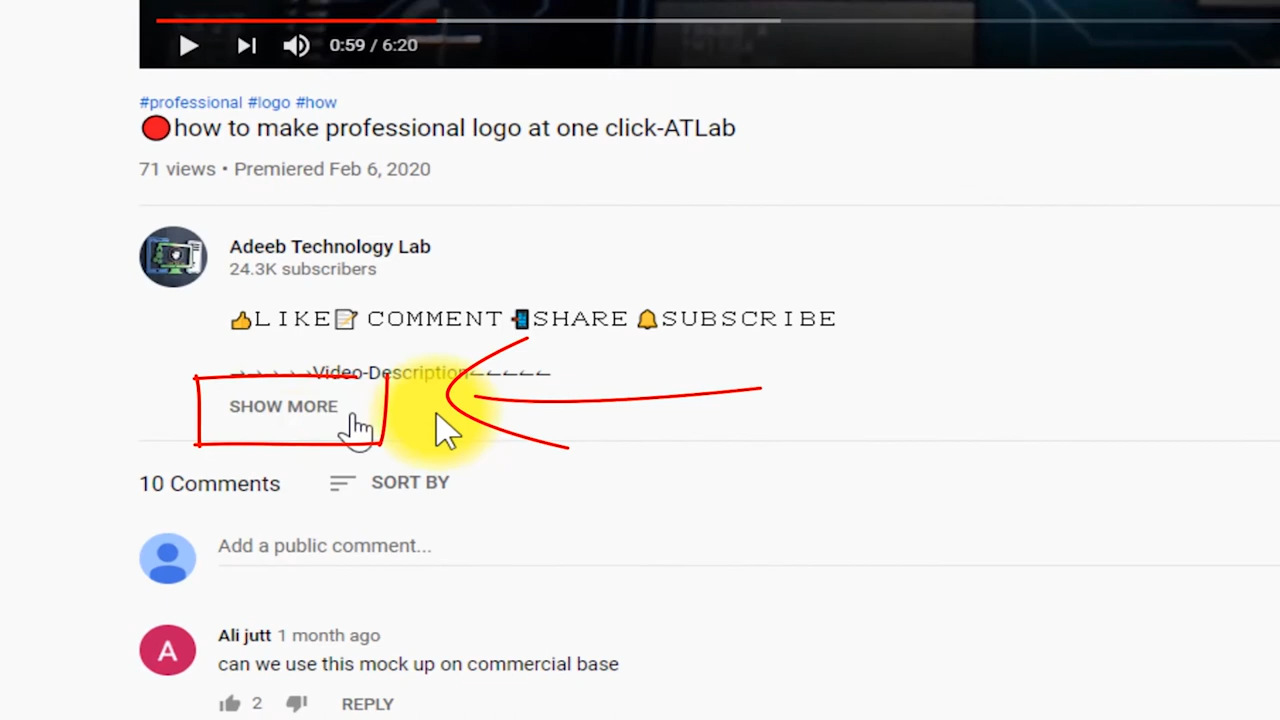 0:59 / 6:20
#professional #logo #how
how to make professional logo at one click-ATLab
71 views • Premiered Feb 6, 2020
Adeeb Technology Lab
24.3K subscribers
👍LIKE📝 COMMENT 📲SHARE 🔔SUBSCRIBE
→→→→→Video-Description←←←←←
SHOW MORE
10 Comments
SORT BY
Add a public comment...
A
Ali jutt 1 month ago
can we use this mock up on commercial base
2
REPLY